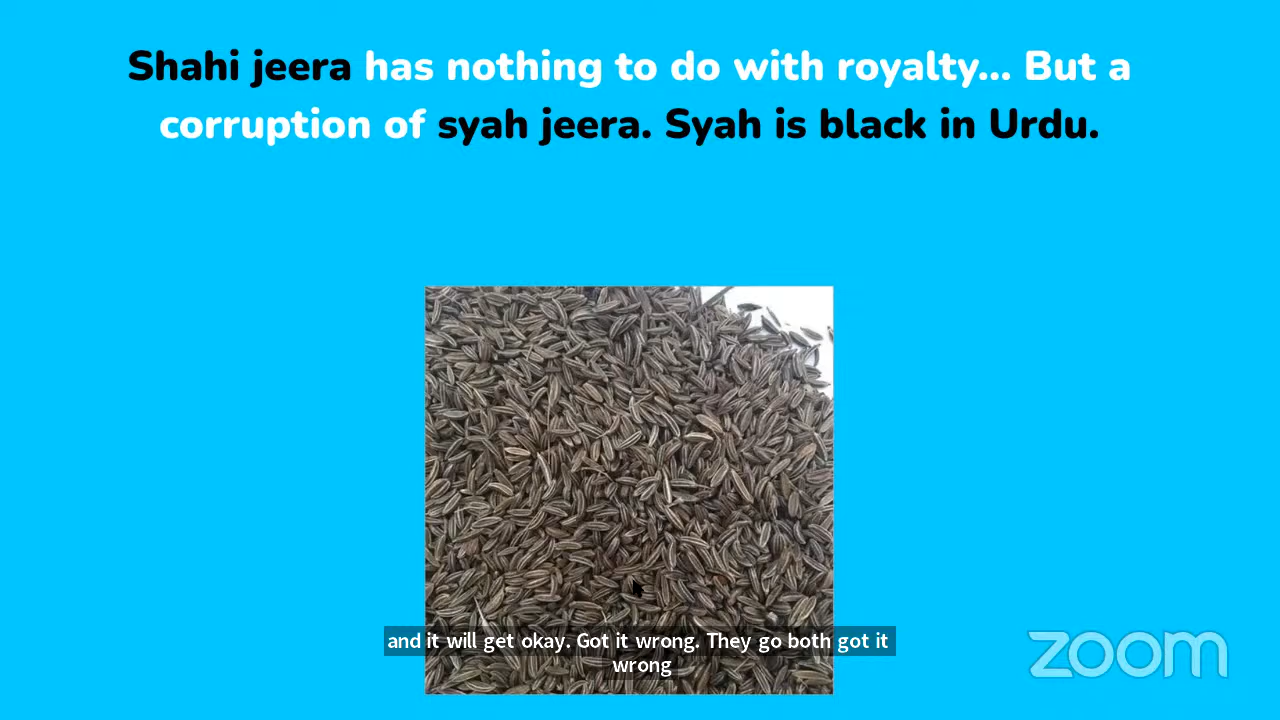 Shahi jeera has nothing to do with royalty... But a
corruption of syah jeera. Syah is black in Urdu.
and it will get okay. Got it wrong. They go both got it
wrong
zoom